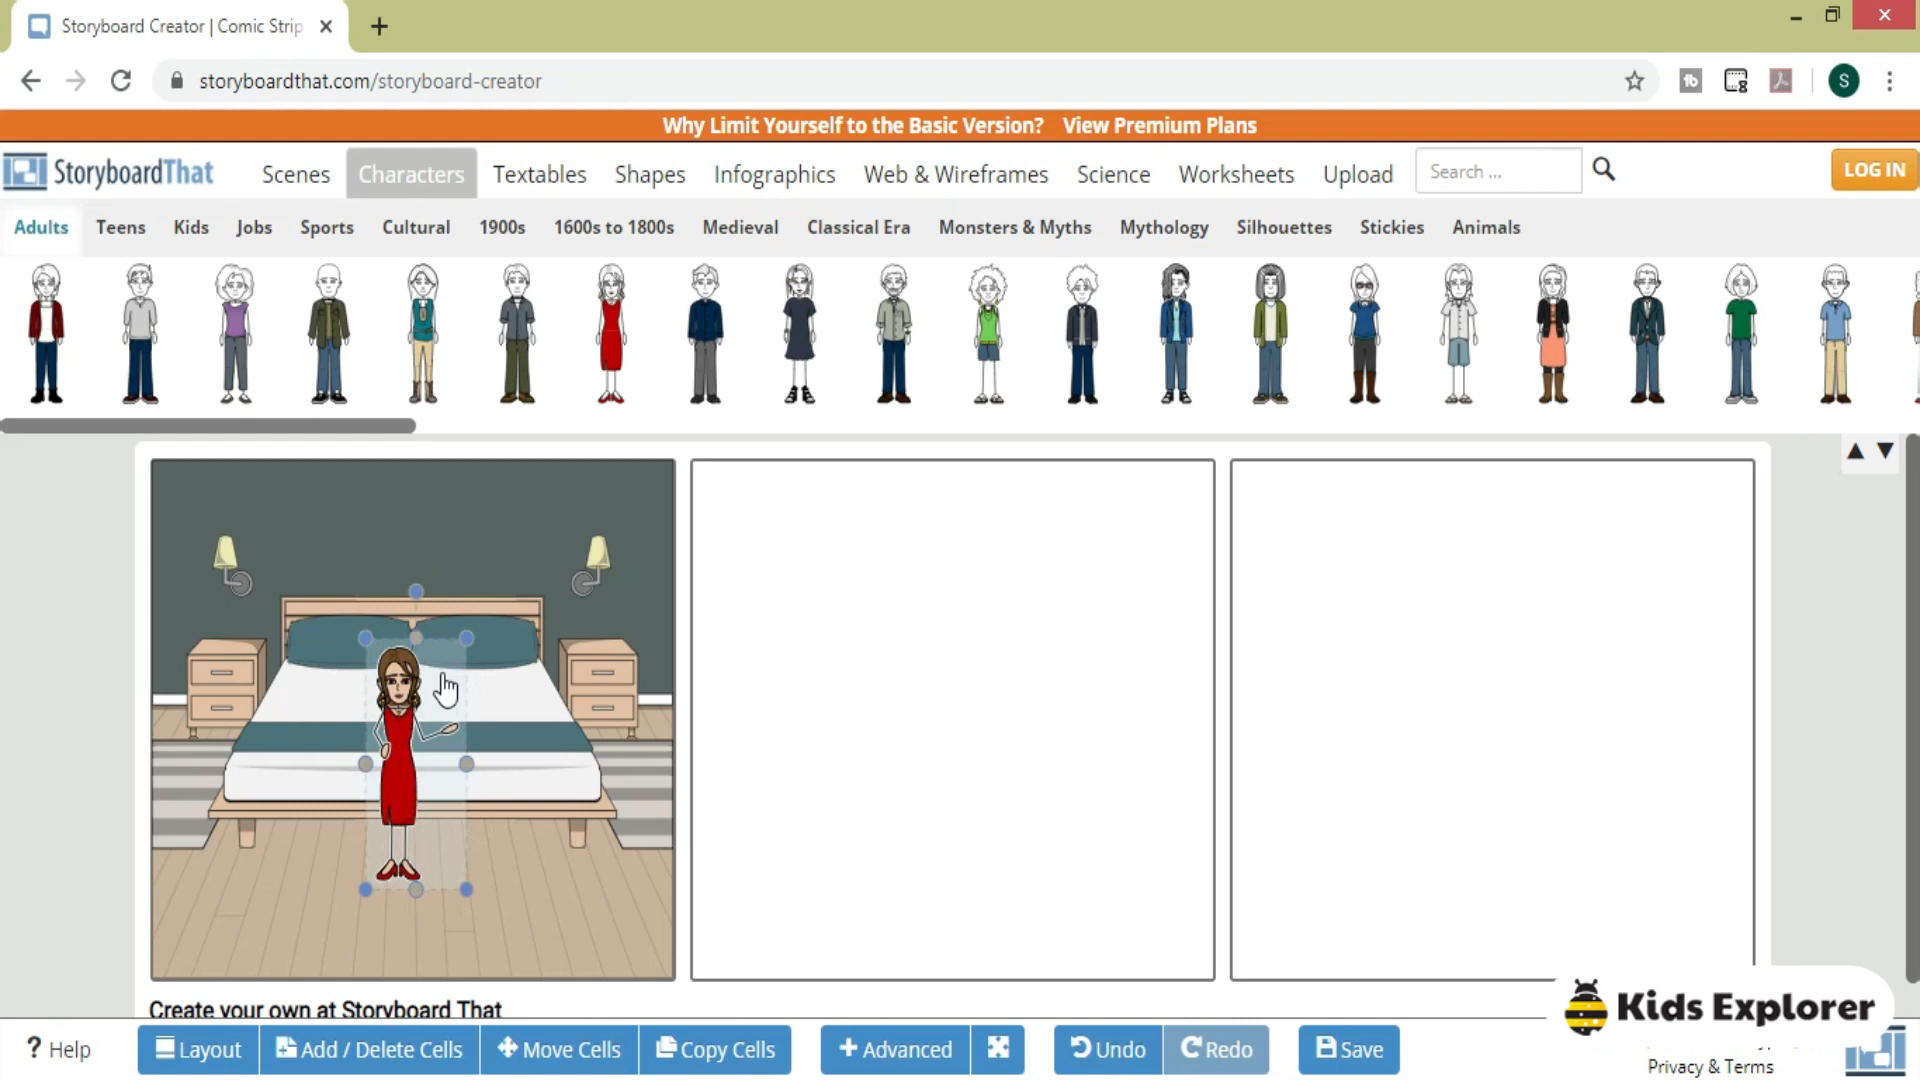 Storyboard Creator | Comic Strip
storyboardthat.com/storyboard-creator
S
Why Limit Yourself to the Basic Version? View Premium Plans
StoryboardThat
Scenes Characters Textables Shapes Infographics Web & Wireframes Science Worksheets Upload Search ... LOG IN
Adults Teens Kids Jobs Sports Cultural 1900s 1600s to 1800s Medieval Classical Era Monsters & Myths Mythology Silhouettes Stickies Animals
Create your own at Storyboard That
Kids Explorer
? Help Layout Add / Delete Cells Move Cells Copy Cells + Advanced Undo Redo Save
Privacy & Terms